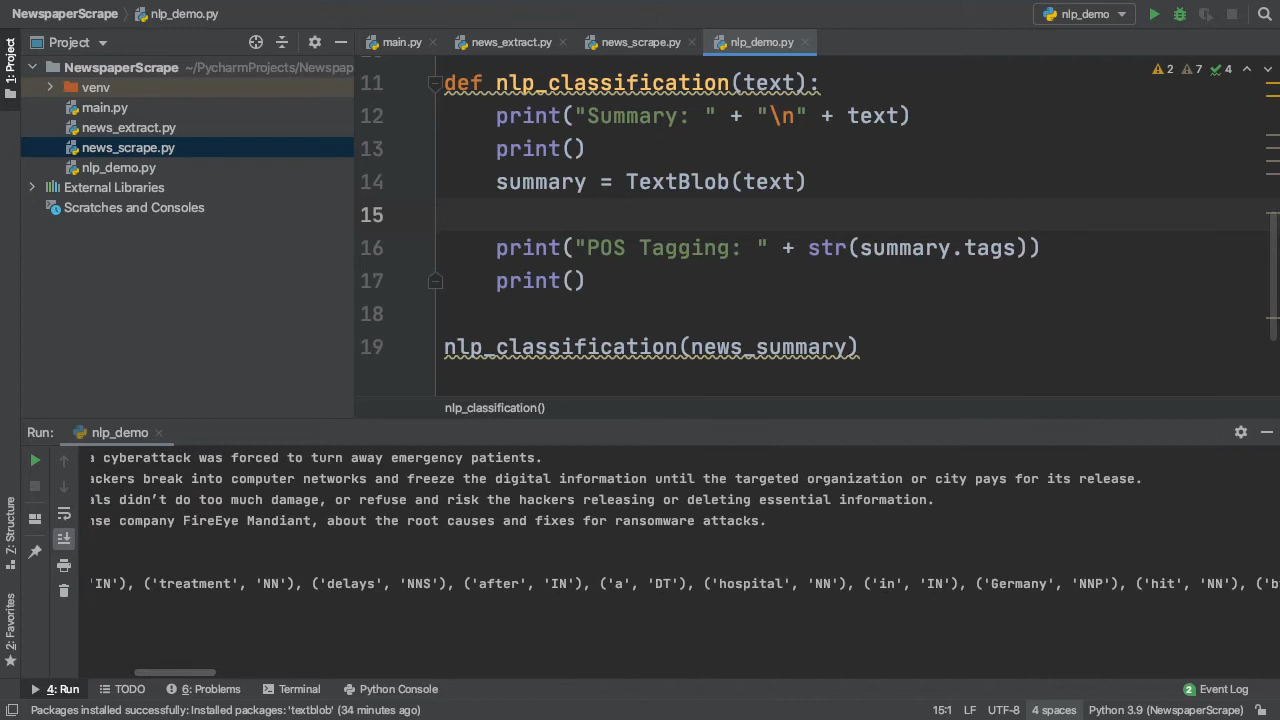 NewspaperScrape nlp_demo.py nlp_demo
Project main.py news_extract.py news_scrape.py nlp_demo.py
1: Project
NewspaperScrape ~/PycharmProjects/Newspap
venv
main.py
news_extract.py
news_scrape.py
nlp_demo.py
External Libraries
Scratches and Consoles
2 7 4
11 def nlp_classification(text):
12 print("Summary: " + "\n" + text)
13 print()
14 summary = TextBlob(text)
15
16 print("POS Tagging: " + str(summary.tags))
17 print()
18
19 nlp_classification(news_summary)
nlp_classification()
Run: nlp_demo
a cyberattack was forced to turn away emergency patients.
ackers break into computer networks and freeze the digital information until the targeted organization or city pays for its release.
als didn’t do too much damage, or refuse and risk the hackers releasing or deleting essential information.
nse company FireEye Mandiant, about the root causes and fixes for ransomware attacks.
'IN'), ('treatment', 'NN'), ('delays', 'NNS'), ('after', 'IN'), ('a', 'DT'), ('hospital', 'NN'), ('in', 'IN'), ('Germany', 'NNP'), ('hit', 'NN'), ('b
Z: Structure
2: Favorites
4: Run TODO 6: Problems Terminal Python Console 2 Event Log
Packages installed successfully: Installed packages: 'textblob' (34 minutes ago) 15:1 LF UTF-8 4 spaces Python 3.9 (NewspaperScrape)